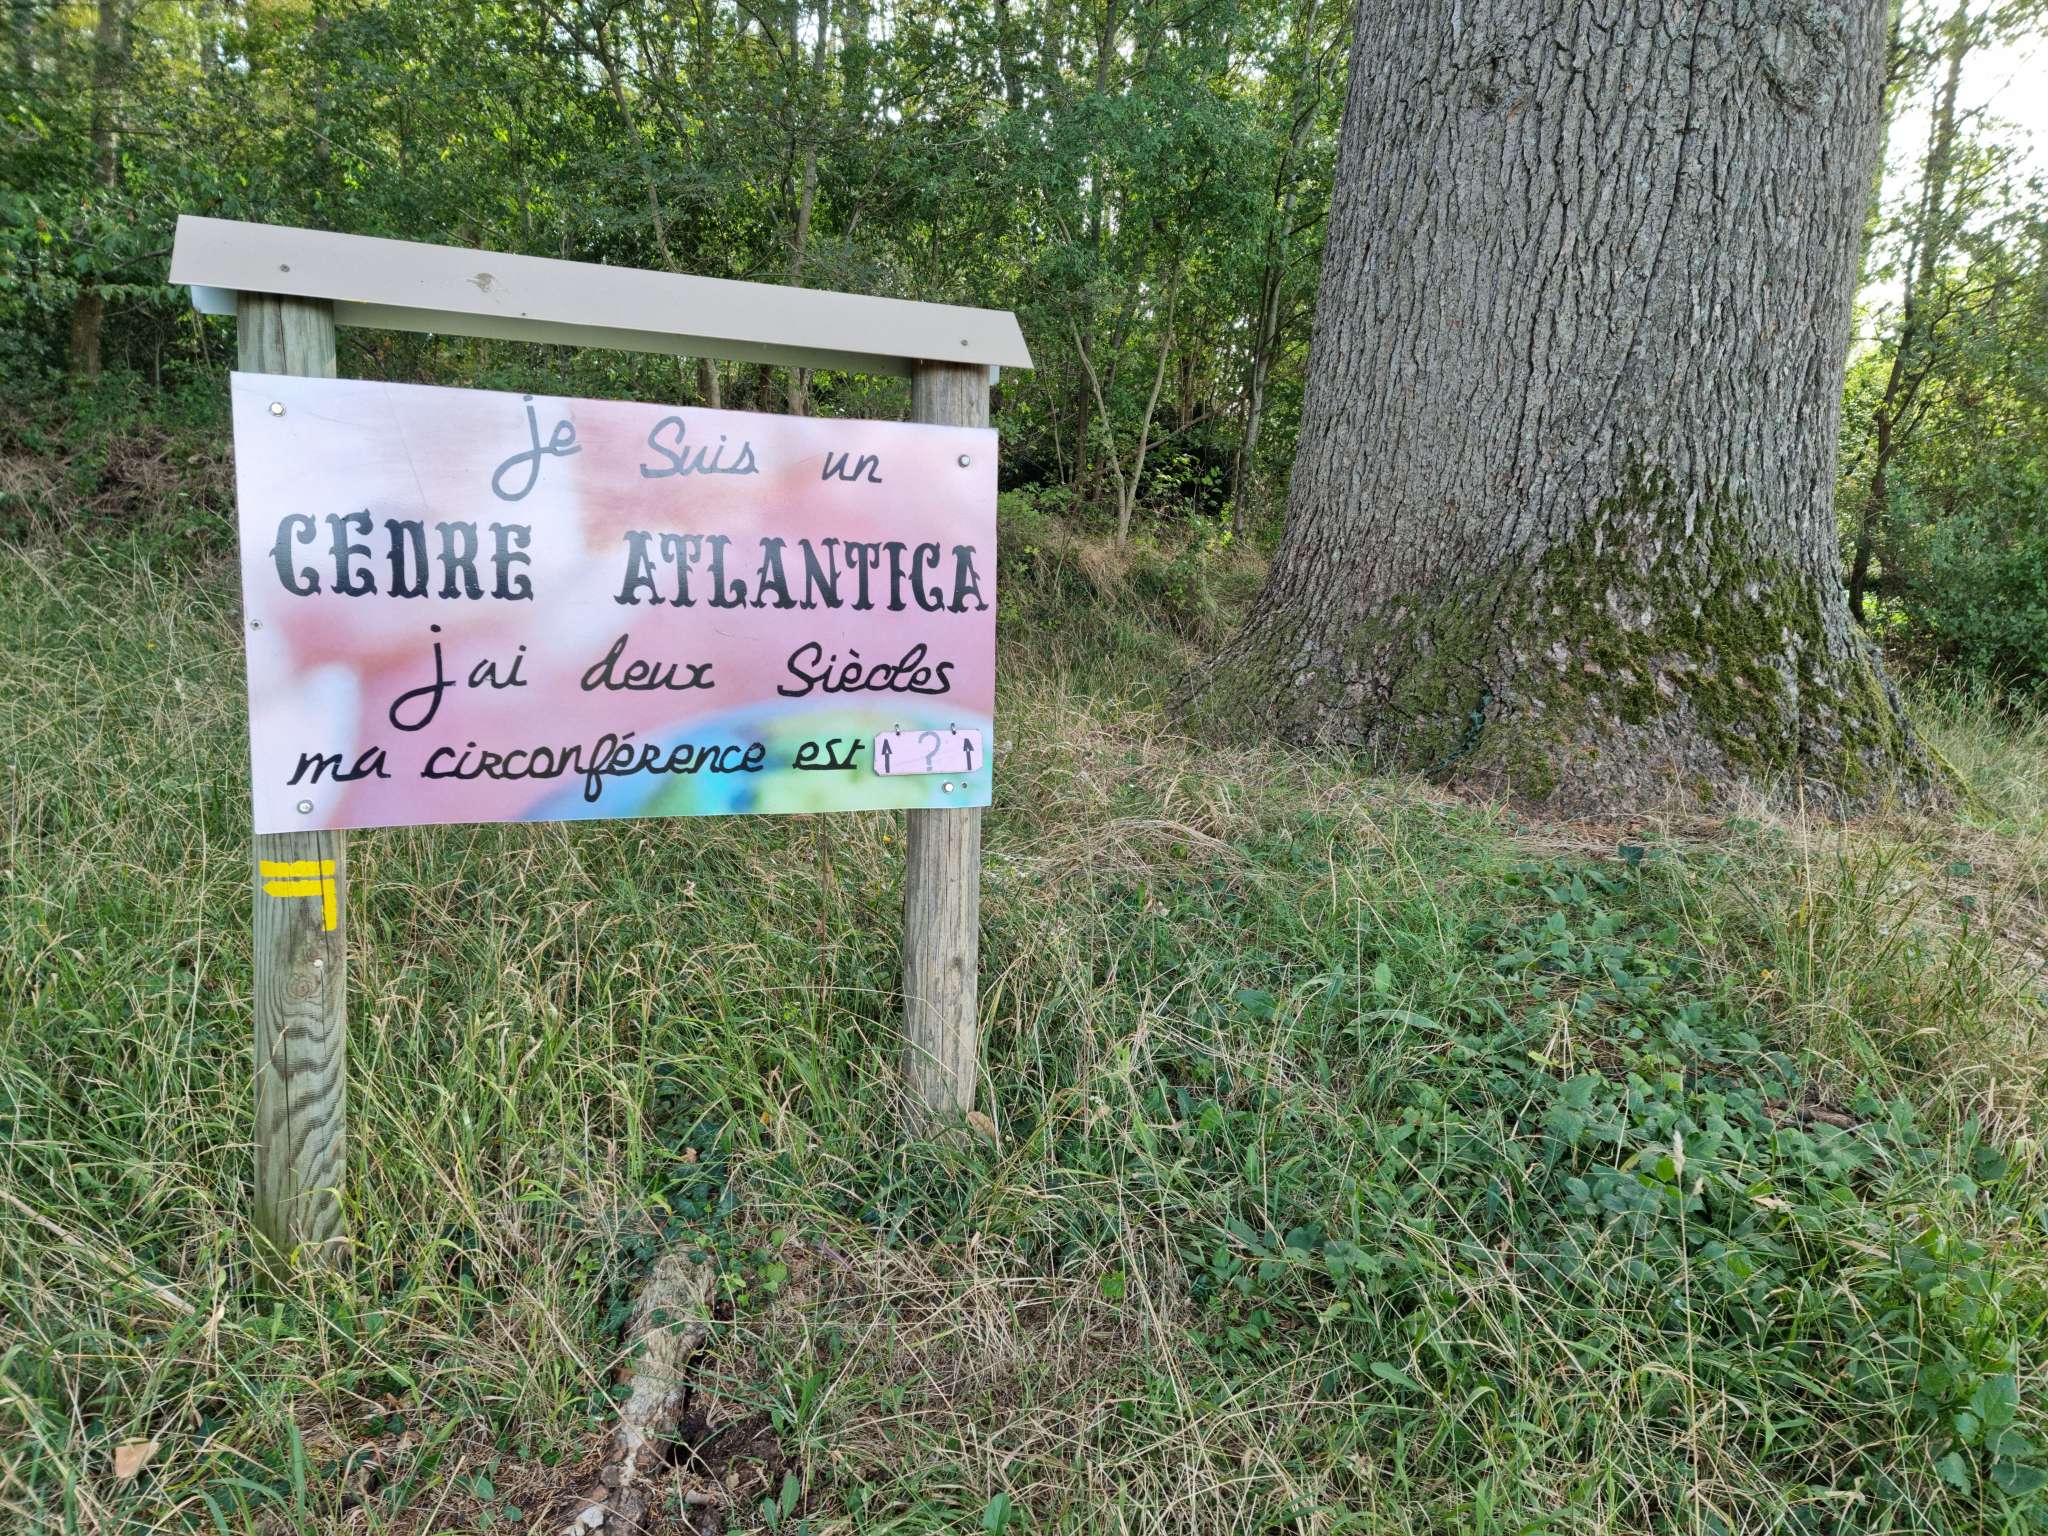 je suis un
CEDRE ATLANTICA
j'ai deux Siècles
ma circonférence est ↑ ? ↑